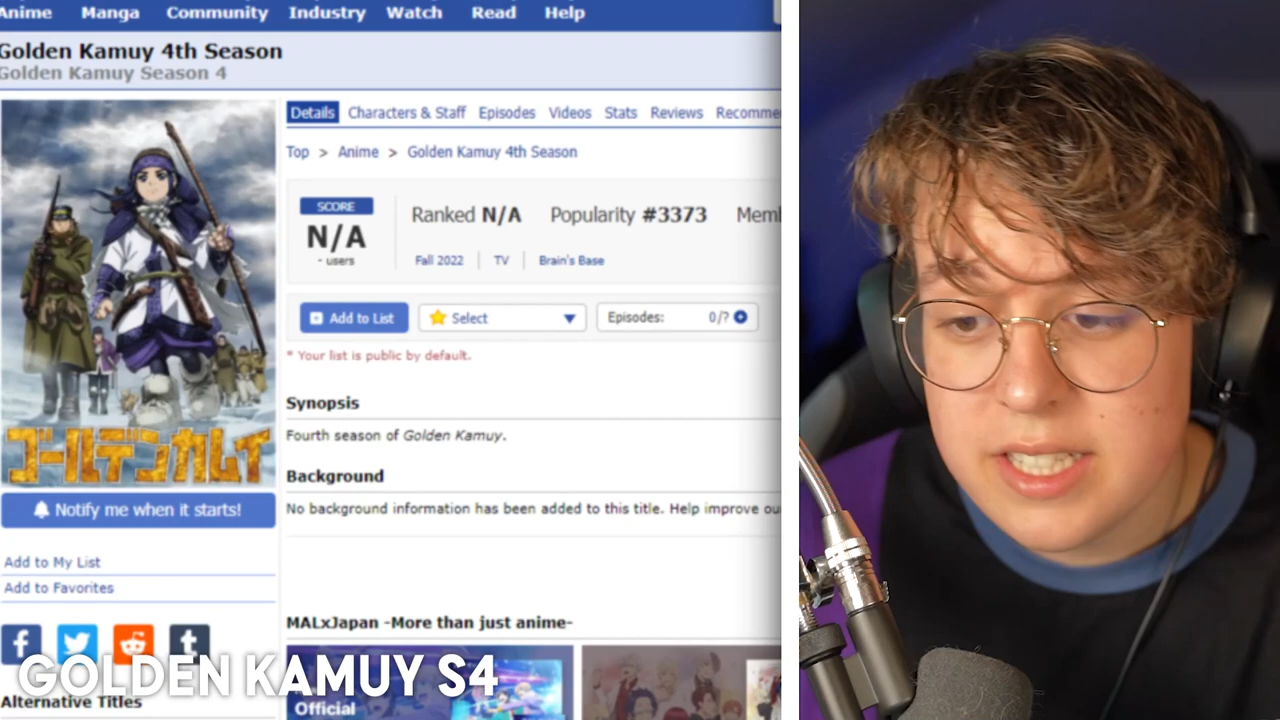 Anime Manga Community Industry Watch Read Help
Golden Kamuy 4th Season
Golden Kamuy Season 4
Details Characters & Staff Episodes Videos Stats Reviews Recomme
Top > Anime > Golden Kamuy 4th Season
SCORE
N/A
- users
Ranked N/A Popularity #3373 Mem
Fall 2022 TV Brain's Base
Add to List Select Episodes: 0/?
* Your list is public by default.
Synopsis
Fourth season of Golden Kamuy.
Background
No background information has been added to this title. Help improve ou
ゴールデンカムイ
Notify me when it starts!
Add to My List
Add to Favorites
MALxJapan -More than just anime-
GOLDEN KAMUY S4
Alternative Titles
Official